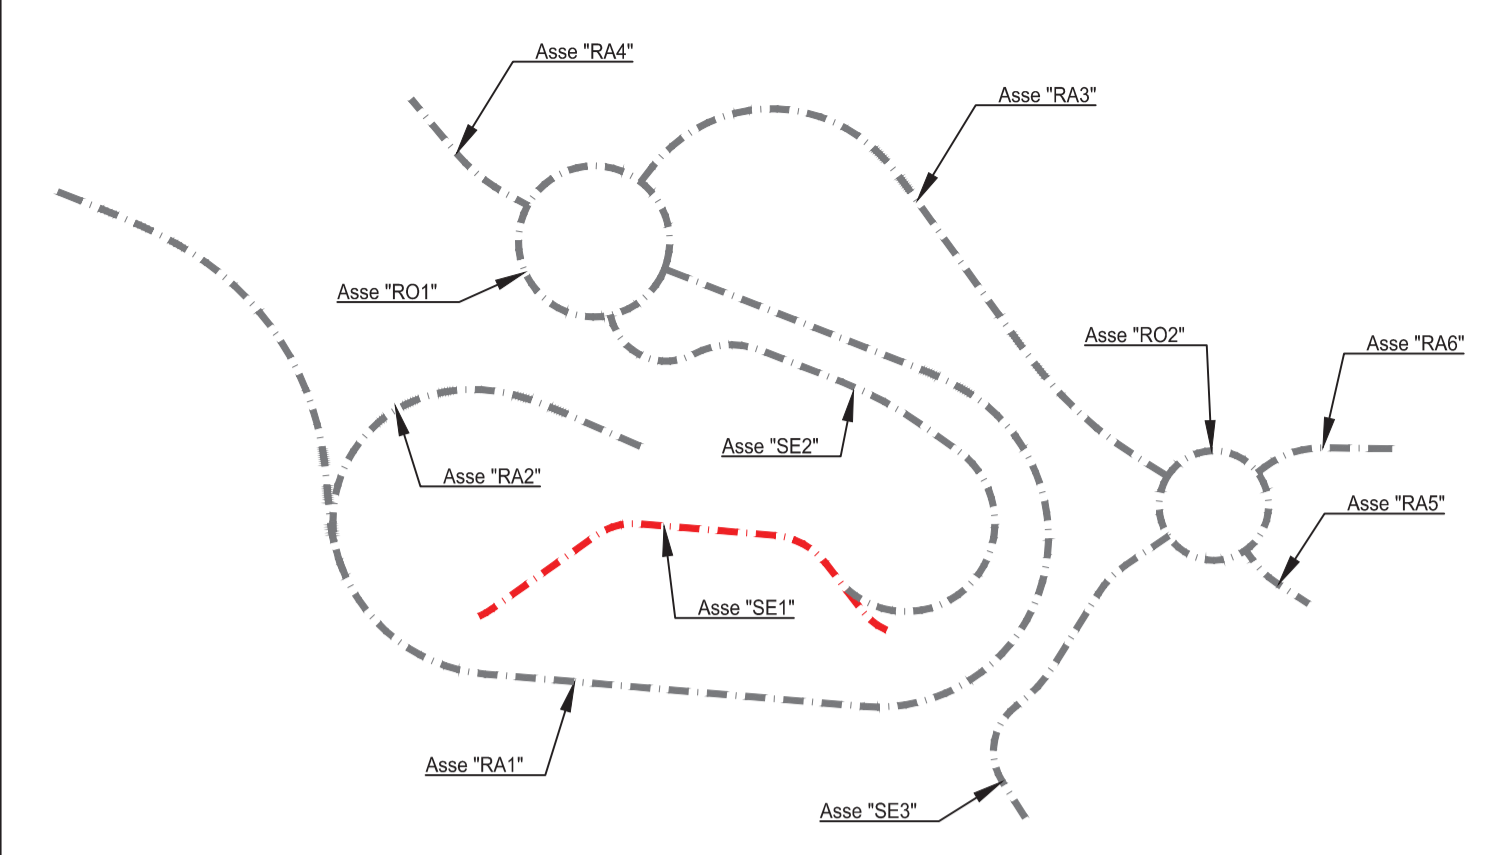 Asse "RA4"
Asse "RA3"
Asse "RO1"
Asse "RO2"
Asse "RA6"
Asse "SE2"
Asse "RA2"
Asse "RA5"
Asse "SE1"
Asse "RA1"
Asse "SE3"